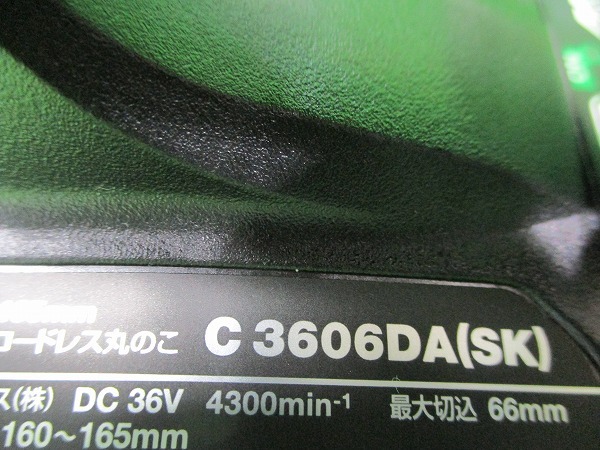 コードレス丸のこ C 3606DA(SK)
ス(株) DC 36V 4300min⁻¹ 最大切込 66mm
160～165mm